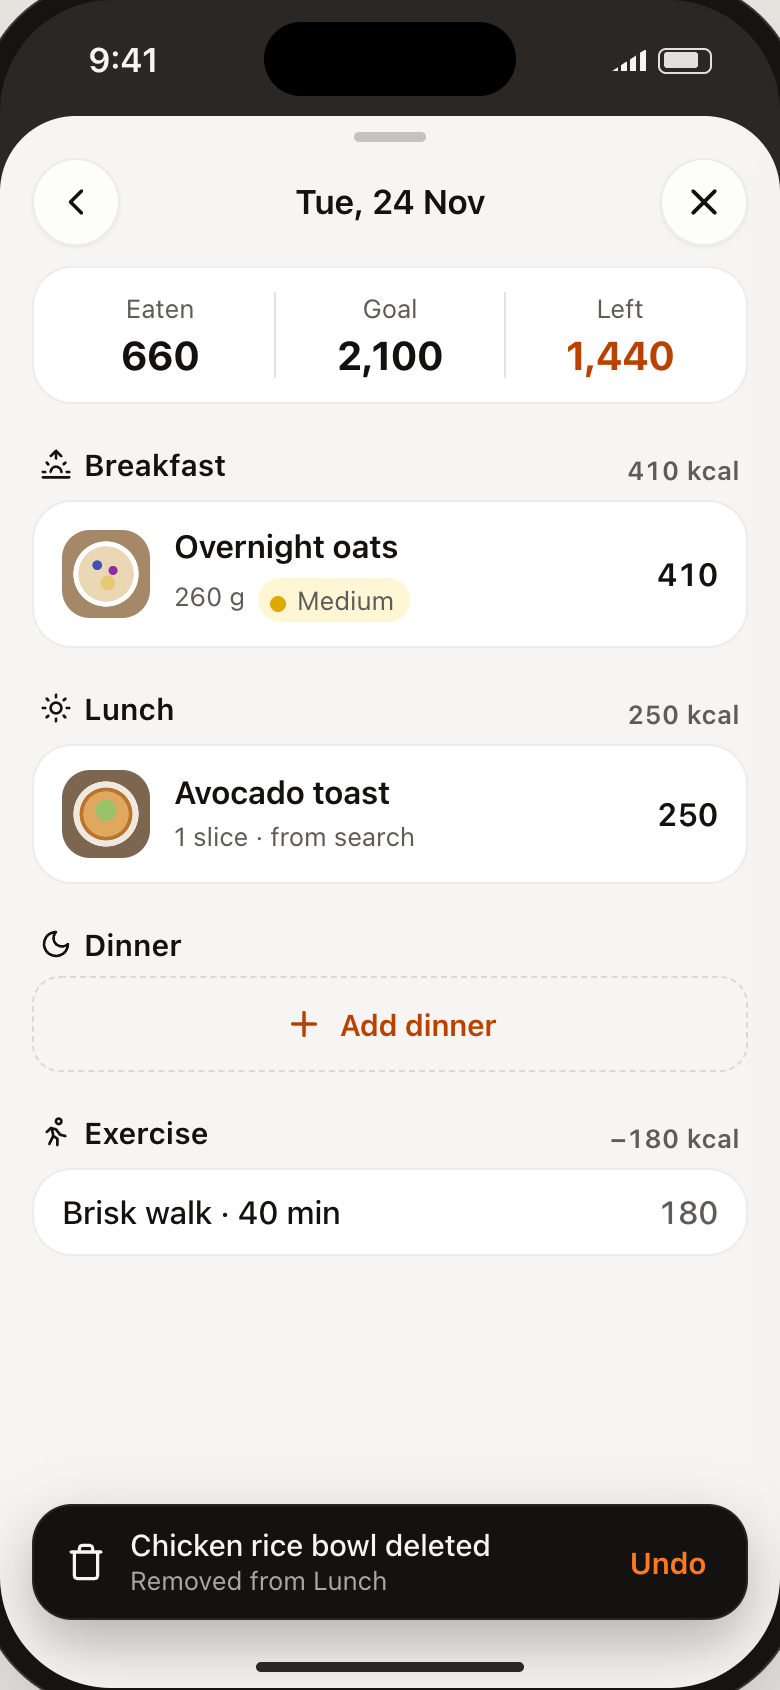 9:41
Tue, 24 Nov
Eaten
660
Goal
2,100
Left
1,440
Breakfast
410 kcal
Overnight oats
260 g
Medium
410
Lunch
250 kcal
Avocado toast
1 slice · from search
250
Dinner
Add dinner
Exercise
–180 kcal
Brisk walk · 40 min
180
Chicken rice bowl deleted
Removed from Lunch
Undo